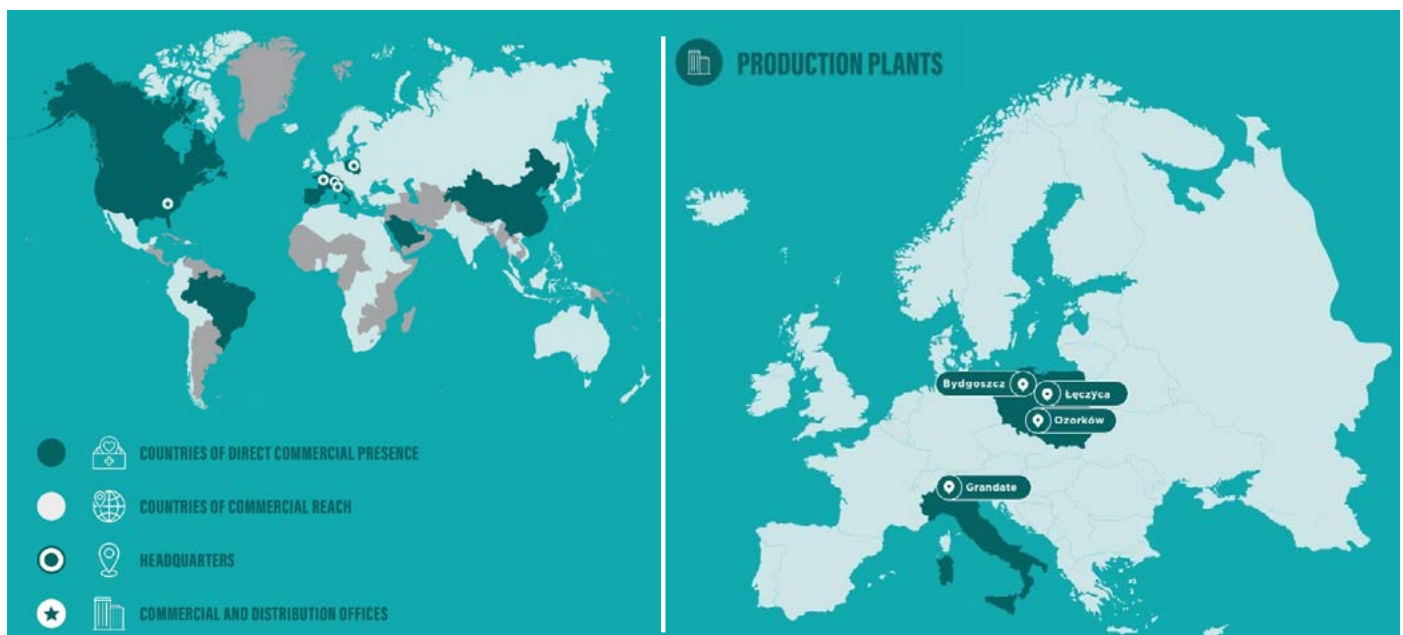 COUNTRIES OF DIRECT COMMERCIAL PRESENCE
COUNTRIES OF COMMERCIAL REACH
HEADQUARTERS
COMMERCIAL AND DISTRIBUTION OFFICES
PRODUCTION PLANTS
Bydgoszcz
Łęczyca
Ozorków
Grandate